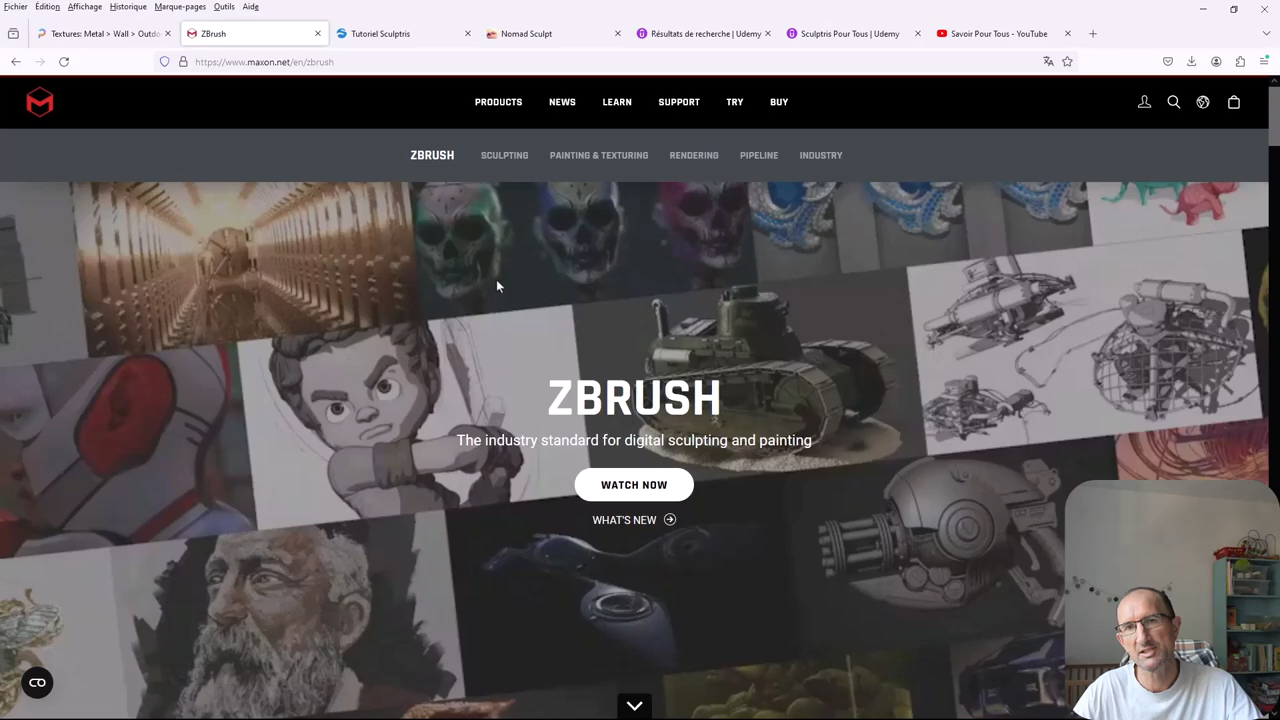 Fichier Édition Affichage Historique Marque-pages Outils Aide
Textures: Metal > Wall > Outdo
ZBrush
Tutoriel Sculptris
Nomad Sculpt
Résultats de recherche | Udemy
Sculptris Pour Tous | Udemy
Savoir Pour Tous - YouTube
https://www.maxon.net/en/zbrush
PRODUCTS NEWS LEARN SUPPORT TRY BUY
ZBRUSH SCULPTING PAINTING & TEXTURING RENDERING PIPELINE INDUSTRY
ZBRUSH
The industry standard for digital sculpting and painting
WATCH NOW
WHAT'S NEW